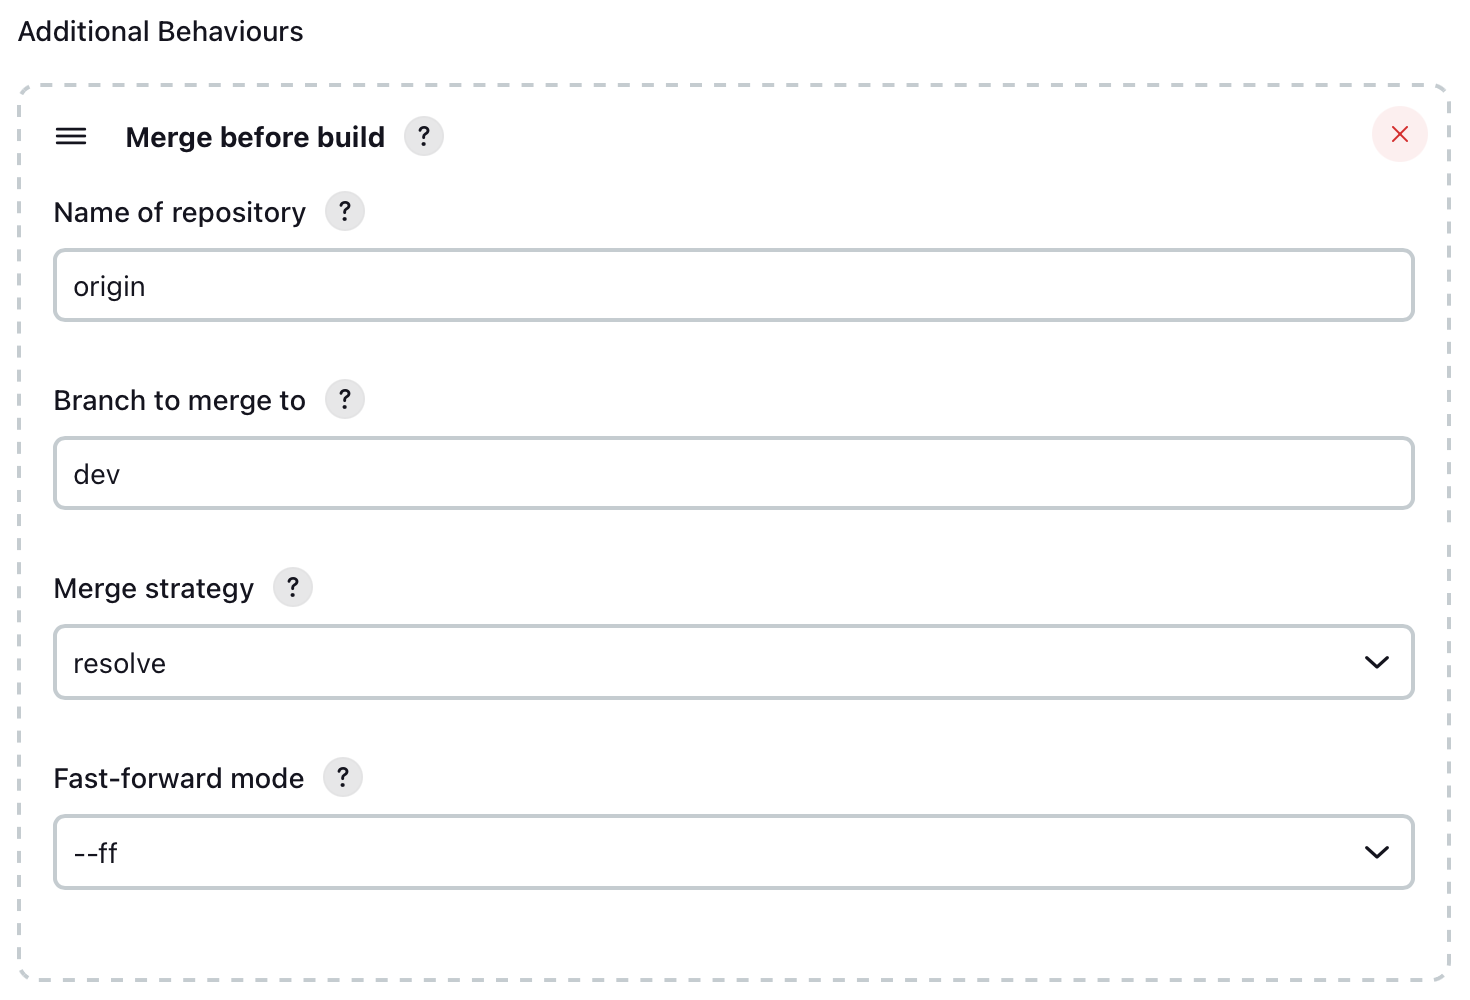 Additional Behaviours
Merge before build ?
Name of repository ?
origin
Branch to merge to ?
dev
Merge strategy ?
resolve
Fast-forward mode ?
--ff